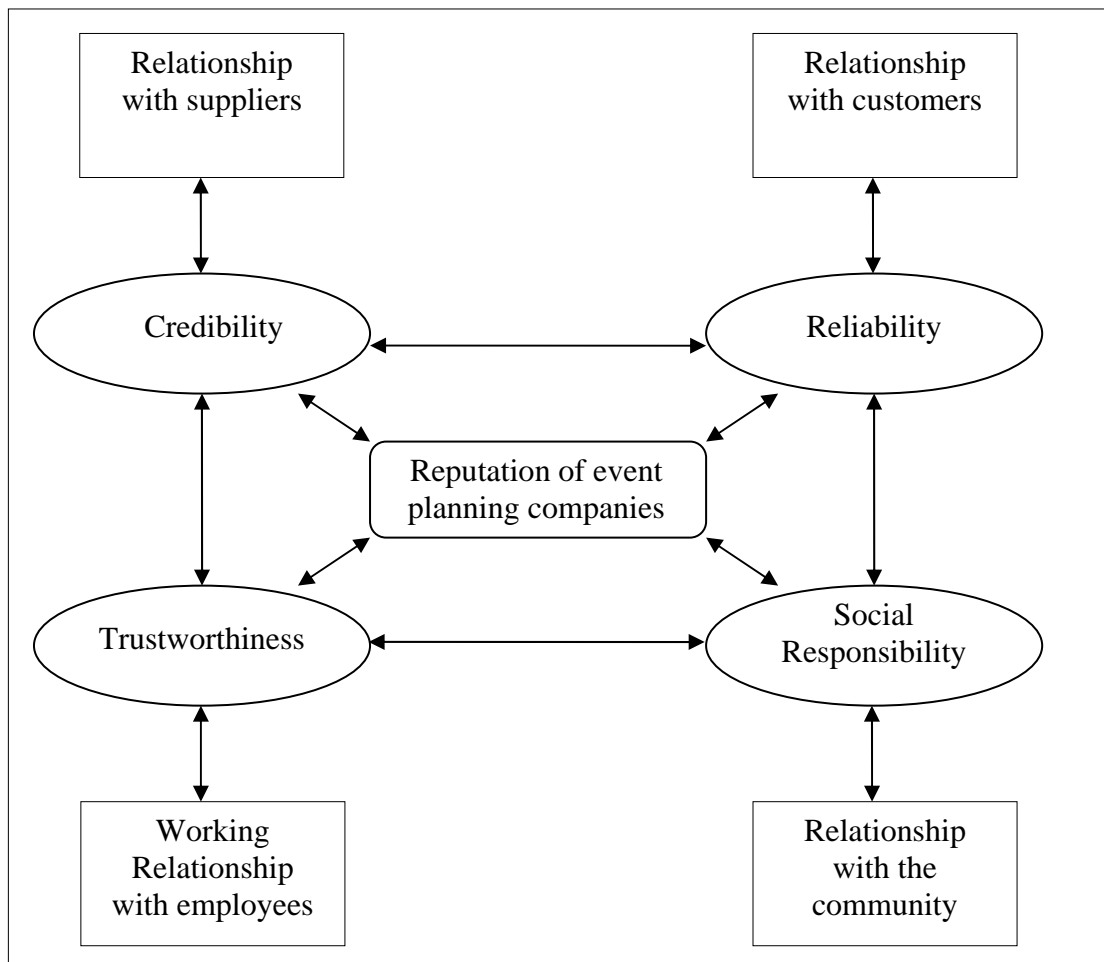 Relationship
with suppliers
Relationship
with customers
Credibility
Reliability
Reputation of event
planning companies
Trustworthiness
Social
Responsibility
Working
Relationship
with employees
Relationship
with the
community